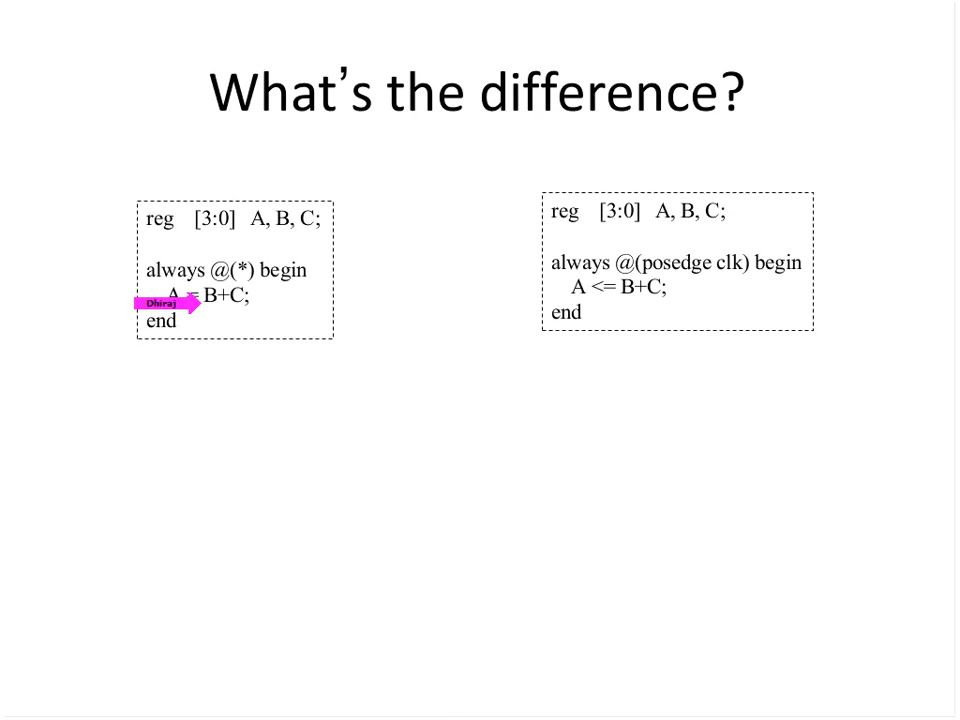 What’s the difference?
reg [3:0] A, B, C;
always @(*) begin
A = B+C;
Dhiraj
end
reg [3:0] A, B, C;
always @(posedge clk) begin
A <= B+C;
end